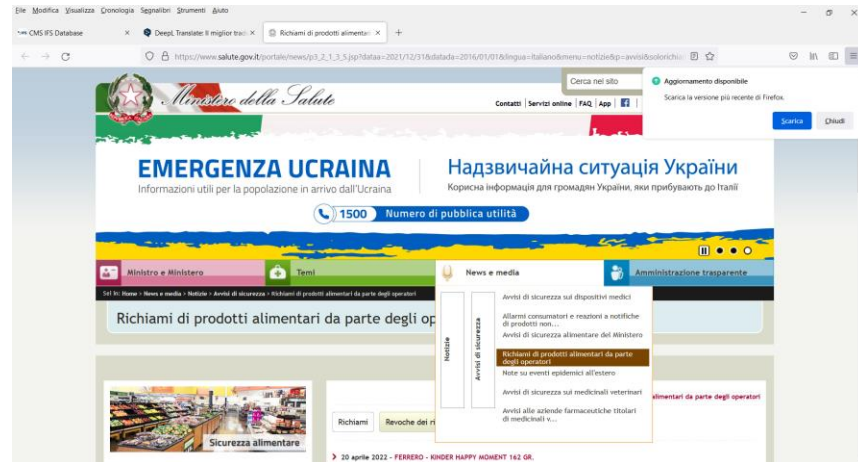 File Modifica Visualizza Cronologia Segnalibri Strumenti Aiuto
CMS IFS Database
DeepL Translate: Il miglior trad
Richiami di prodotti alimentari
https://www.salute.gov.it/portale/news/p3_2_1_3_5.jsp?dataa=2021/12/31&datada=2016/01/01&lingua=italiano&menu=notizie&p=avvisi&solorichia
Aggiornamento disponibile
Scarica la versione più recente di Firefox.
Scarica Chiudi
Ministero della Salute
Cerca nel sito
Contatti | Servizi online | FAQ | App |
EMERGENZA UCRAINA
Informazioni utili per la popolazione in arrivo dall'Ucraina
Надзвичайна ситуація України
Корисна інформація для громадян України, яки прибувають до Італії
1500 Numero di pubblica utilità
Ministro e Ministero
Temi
News e media
Amministrazione trasparente
Sei in: Home > News e media > Notizie > Avvisi di sicurezza > Richiami di prodotti alimentari da parte degli operatori
Richiami di prodotti alimentari da parte degli op
Notizie
Avvisi di sicurezza
Avvisi di sicurezza sui dispositivi medici
Allarmi consumatori e reazioni a notifiche
di prodotti non...
Avvisi di sicurezza alimentare del Ministero
Richiami di prodotti alimentari da parte
degli operatori
Note su eventi epidemici all'estero
Avvisi di sicurezza sui medicinali veterinari
Avvisi alle aziende farmaceutiche titolari
di medicinali v...
alimentari da parte degli operatori
Sicurezza alimentare
Richiami
Revoche dei ri
20 aprile 2022 - FERRERO - KINDER HAPPY MOMENT 162 GR.